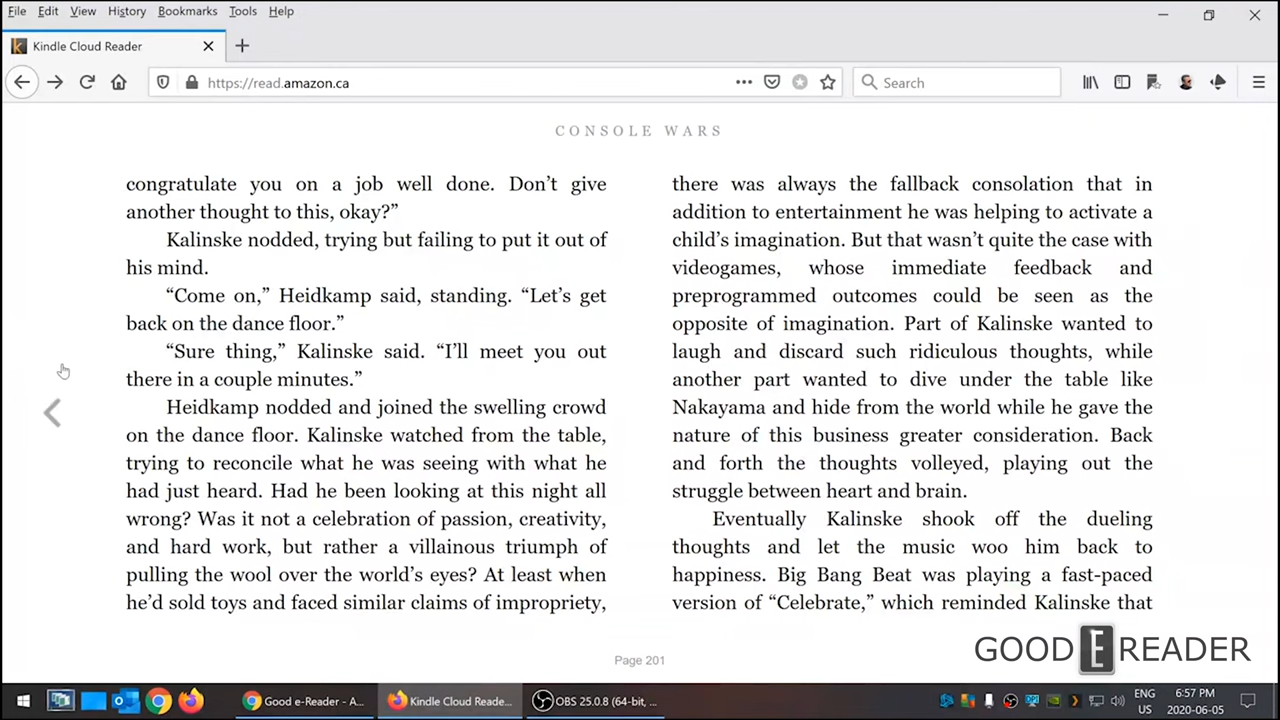 File Edit View History Bookmarks Tools Help
Kindle Cloud Reader
https://read.amazon.ca
Search
CONSOLE WARS
congratulate you on a job well done. Don’t give
another thought to this, okay?”
Kalinske nodded, trying but failing to put it out of
his mind.
“Come on,” Heidkamp said, standing. “Let’s get
back on the dance floor.”
“Sure thing,” Kalinske said. “I’ll meet you out
there in a couple minutes.”
Heidkamp nodded and joined the swelling crowd
on the dance floor. Kalinske watched from the table,
trying to reconcile what he was seeing with what he
had just heard. Had he been looking at this night all
wrong? Was it not a celebration of passion, creativity,
and hard work, but rather a villainous triumph of
pulling the wool over the world’s eyes? At least when
he’d sold toys and faced similar claims of impropriety,
there was always the fallback consolation that in
addition to entertainment he was helping to activate a
child’s imagination. But that wasn’t quite the case with
videogames, whose immediate feedback and
preprogrammed outcomes could be seen as the
opposite of imagination. Part of Kalinske wanted to
laugh and discard such ridiculous thoughts, while
another part wanted to dive under the table like
Nakayama and hide from the world while he gave the
nature of this business greater consideration. Back
and forth the thoughts volleyed, playing out the
struggle between heart and brain.
Eventually Kalinske shook off the dueling
thoughts and let the music woo him back to
happiness. Big Bang Beat was playing a fast-paced
version of “Celebrate,” which reminded Kalinske that
Page 201
GOOD E READER
Good e-Reader - A...
Kindle Cloud Reade...
OBS 25.0.8 (64-bit, ...
ENG
US
6:57 PM
2020-06-05